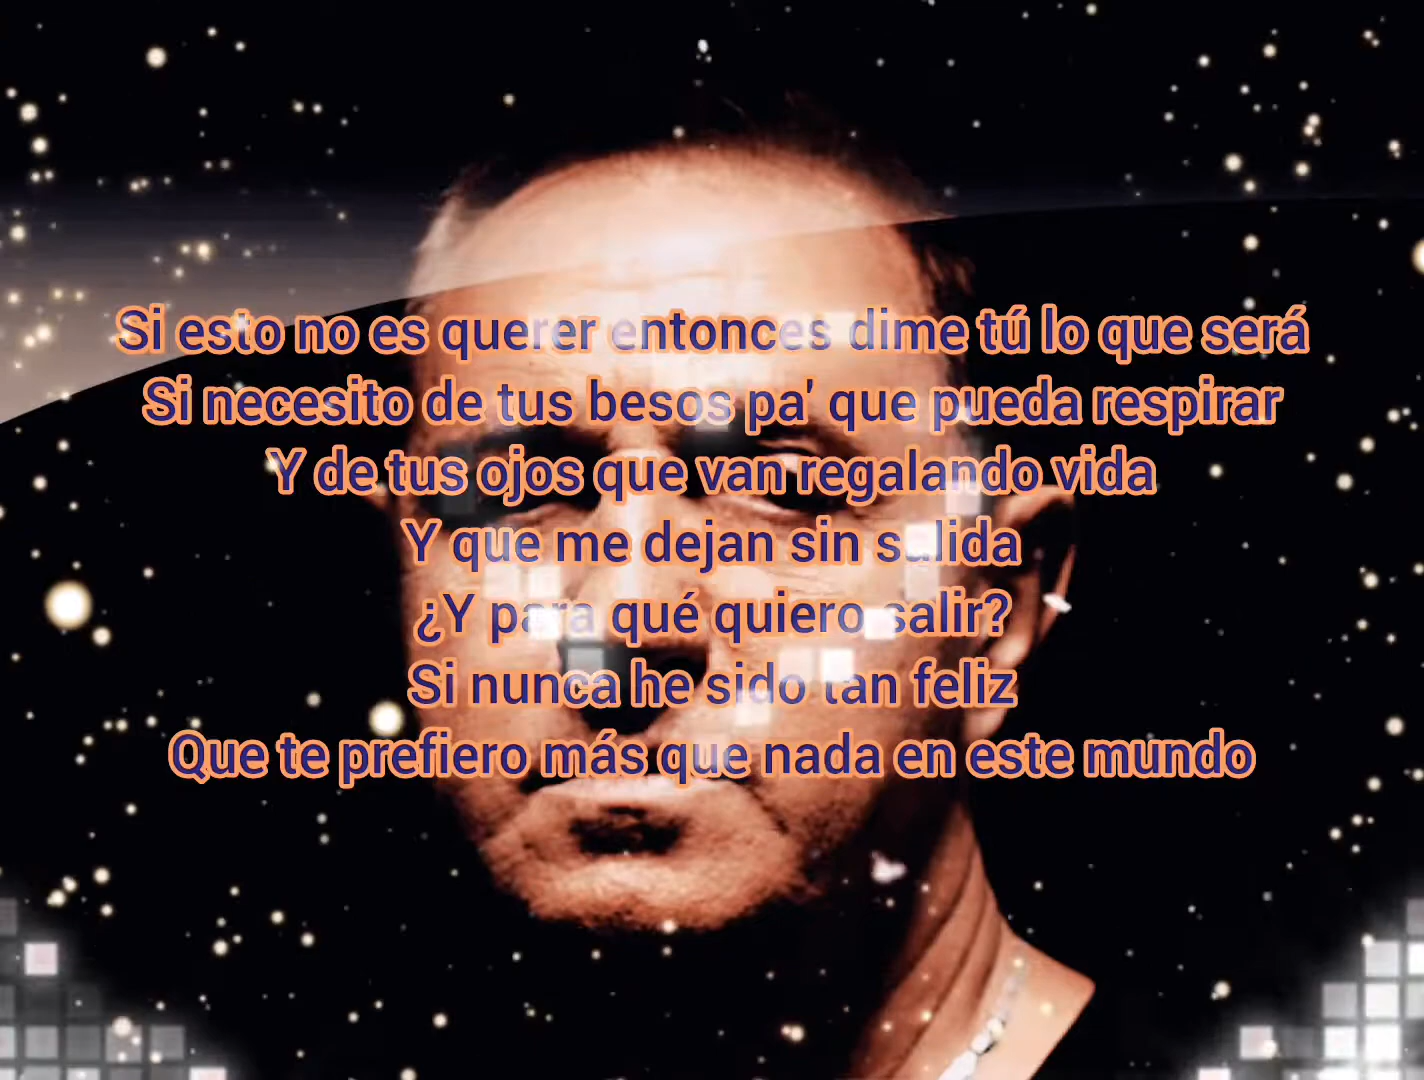 Si esto no es querer entonces dime tú lo que será
Si necesito de tus besos pa' que pueda respirar
Y de tus ojos que van regalando vida
Y que me dejan sin salida
¿Y para qué quiero salir?
Si nunca he sido tan feliz
Que te prefiero más que nada en este mundo